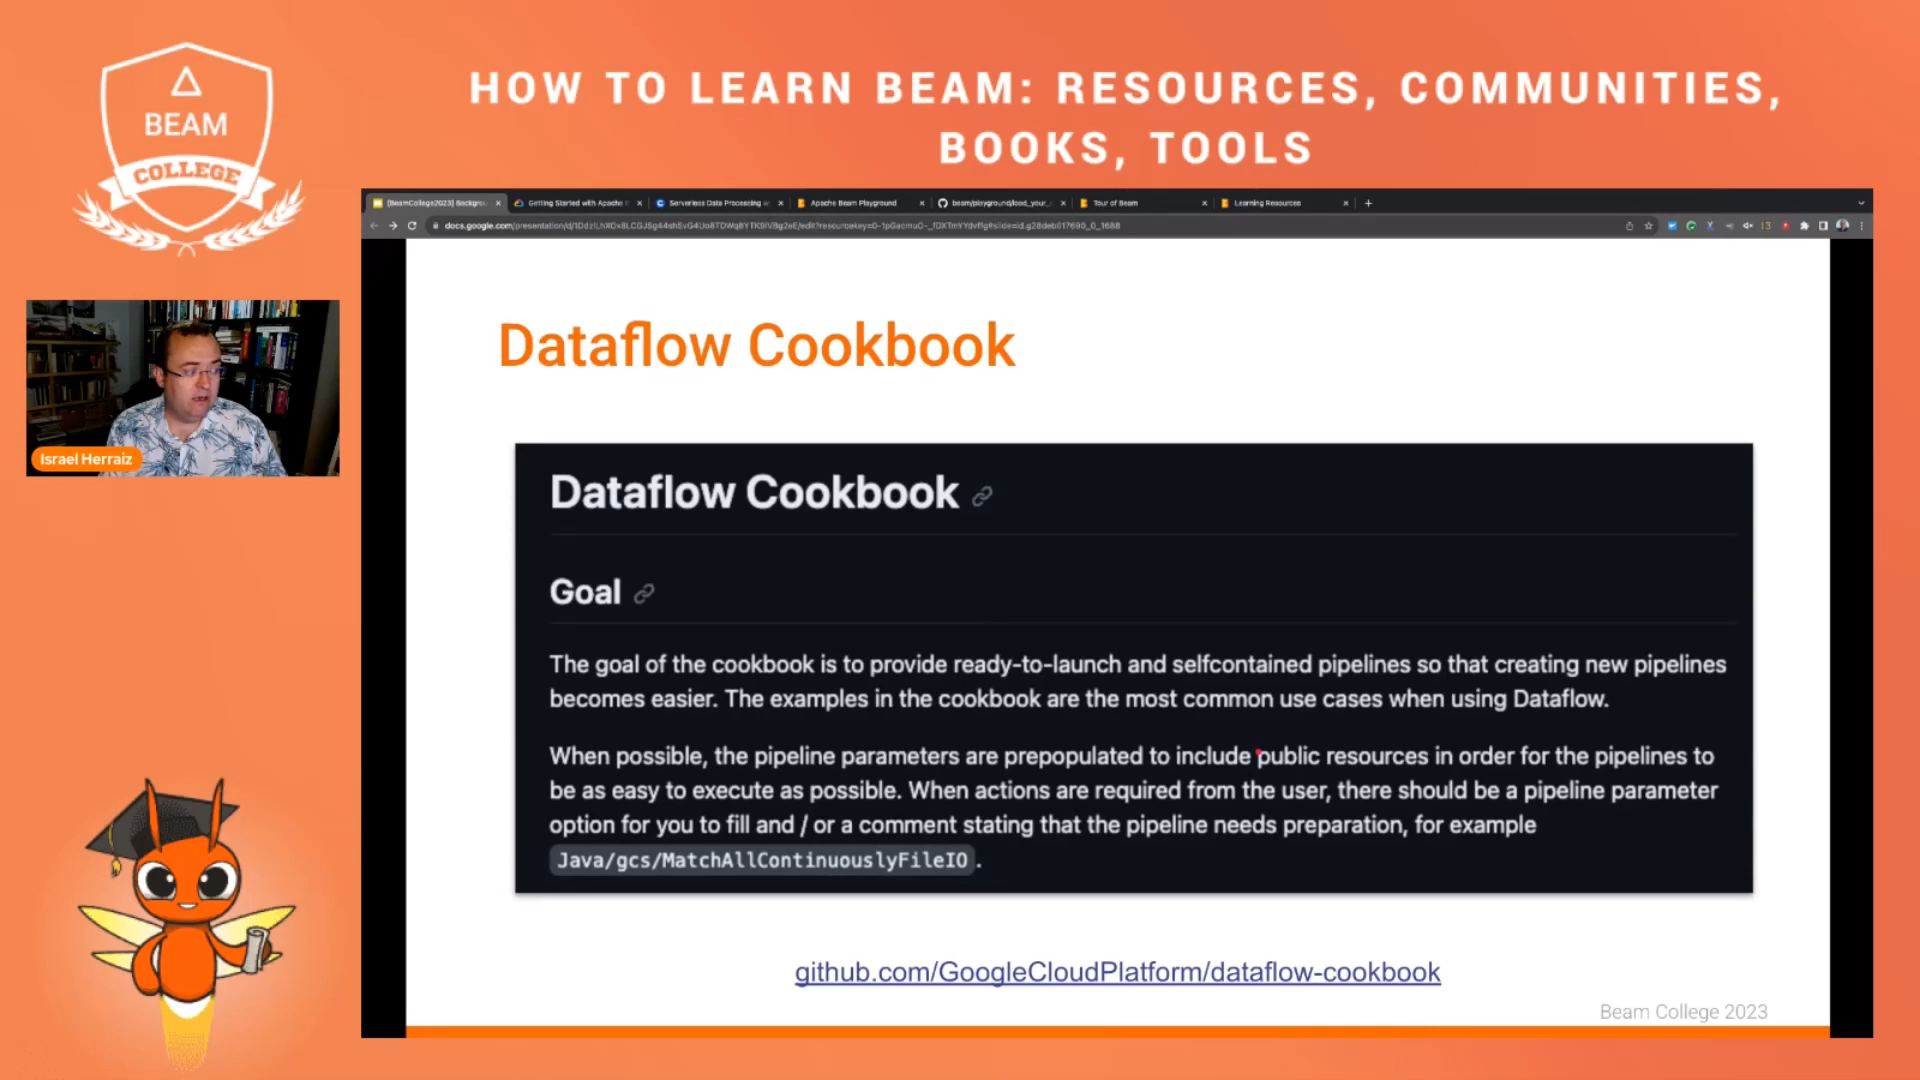 BEAM
COLLEGE
HOW TO LEARN BEAM: RESOURCES, COMMUNITIES,
BOOKS, TOOLS
[BeamCollege2023] Backgrou
Getting Started with Apache
Serverless Data Processing w
Apache Beam Playground
beam/playground/load_your_
Tour of Beam
Learning Resources
Israel Herraiz
Dataflow Cookbook
Dataflow Cookbook
Goal
The goal of the cookbook is to provide ready-to-launch and selfcontained pipelines so that creating new pipelines
becomes easier. The examples in the cookbook are the most common use cases when using Dataflow.
When possible, the pipeline parameters are prepopulated to include public resources in order for the pipelines to
be as easy to execute as possible. When actions are required from the user, there should be a pipeline parameter
option for you to fill and / or a comment stating that the pipeline needs preparation, for example
Java/gcs/MatchAllContinuouslyFileIO.
github.com/GoogleCloudPlatform/dataflow-cookbook
Beam College 2023